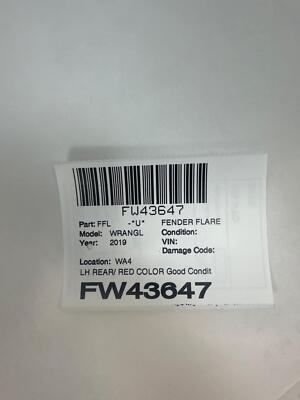 FW43647
Part: FFL -"U" FENDER FLARE
Model: WRANGL Condition:
Year: 2019 VIN:
Damage Code:
Location: WA4
LH REAR/ RED COLOR Good Condit
FW43647